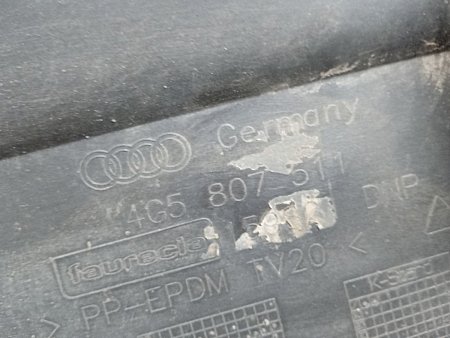 Germany
4G5 807 511
faurecia DNP
> PP-EPDM TV20 <